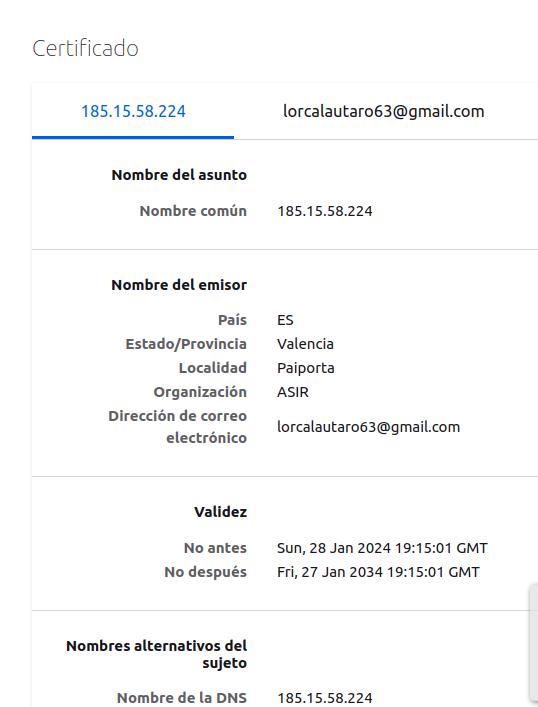 Certificado
185.15.58.224 lorcalautaro63@gmail.com
Nombre del asunto
Nombre común 185.15.58.224
Nombre del emisor
País ES
Estado/Provincia Valencia
Localidad Paiporta
Organización ASIR
Dirección de correo
electrónico lorcalautaro63@gmail.com
Validez
No antes Sun, 28 Jan 2024 19:15:01 GMT
No después Fri, 27 Jan 2034 19:15:01 GMT
Nombres alternativos del
sujeto
Nombre de la DNS 185.15.58.224